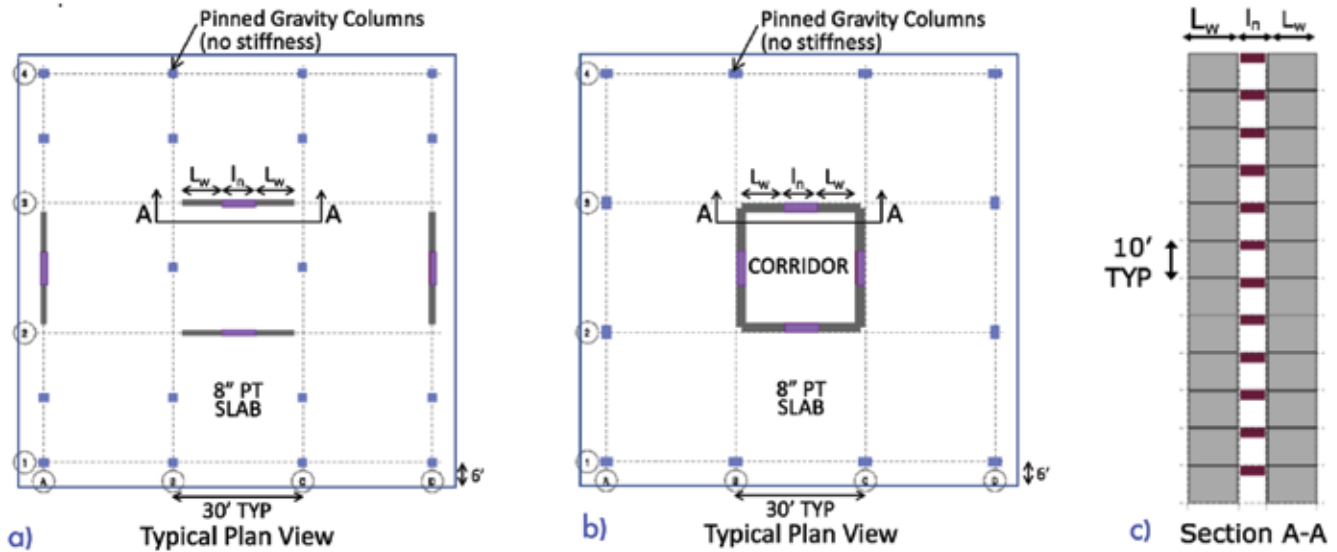 Pinned Gravity Columns
(no stiffness)
4
3
2
1
Lw ln Lw
A A
8" PT
SLAB
6'
A B C D
30' TYP
a) Typical Plan View
Pinned Gravity Columns
(no stiffness)
4
3
2
1
Lw ln Lw
A A
CORRIDOR
8" PT
SLAB
6'
A B C D
30' TYP
b) Typical Plan View
Lw ln Lw
10'
TYP
c) Section A-A